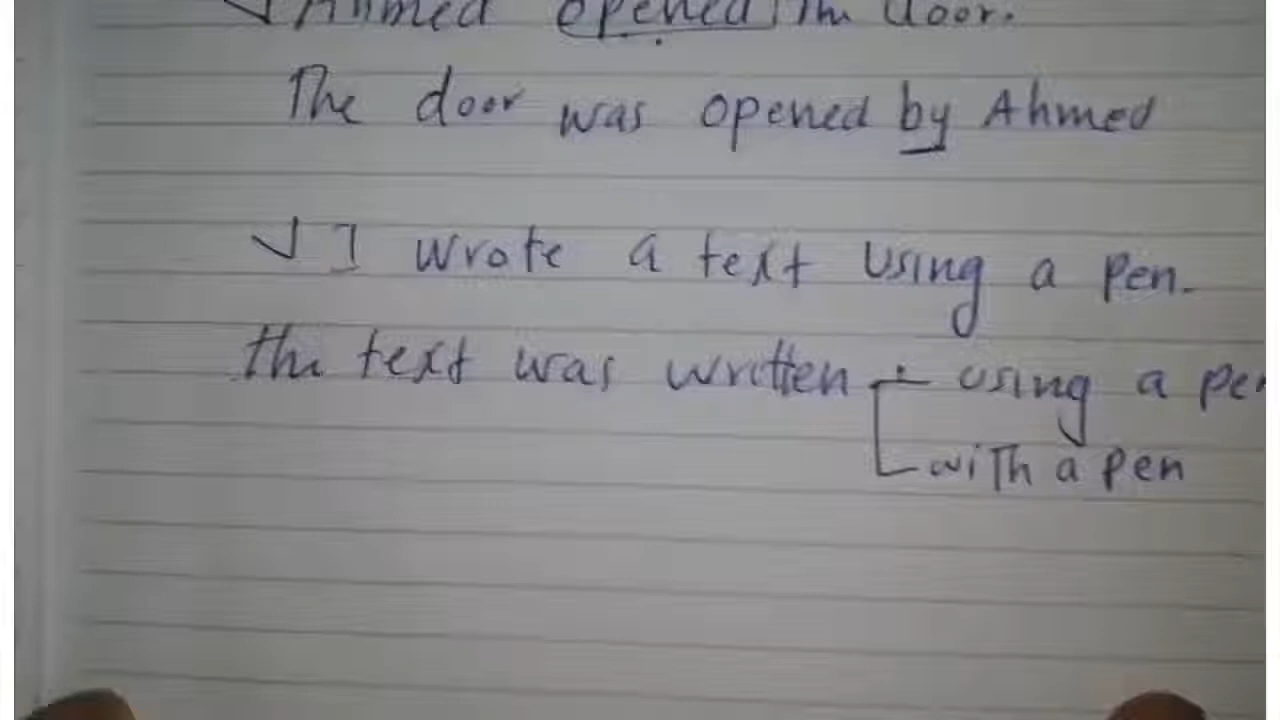 √ Ahmed opened the door.
The door was opened by Ahmed
√ I wrote a text using a pen.
the text was written using a pen
with a pen